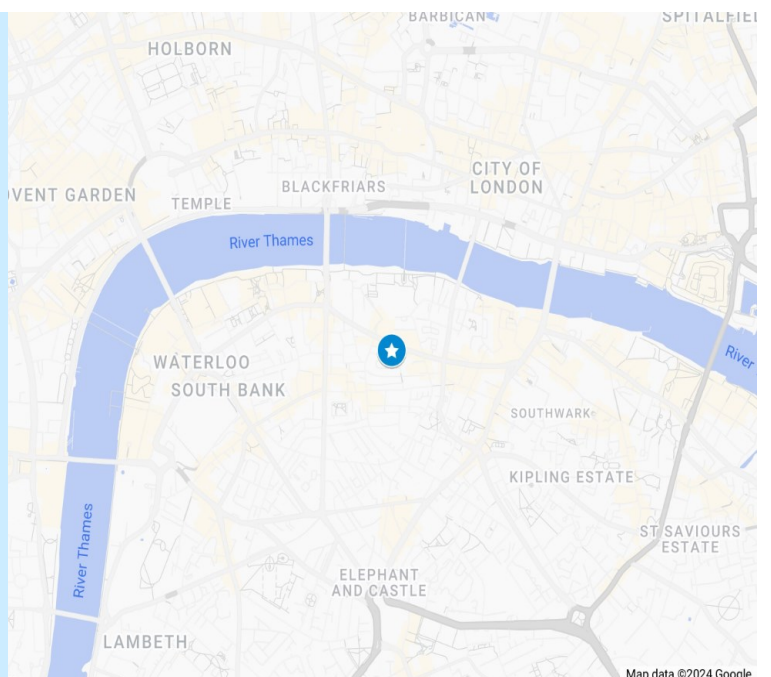 BARBICAN
SPITALFIEL
HOLBORN
CITY OF
LONDON
BLACKFRIARS
OVENT GARDEN
TEMPLE
River Thames
River
WATERLOO
SOUTH BANK
SOUTHWARK
KIPLING ESTATE
ST SAVIOURS
ESTATE
ELEPHANT
AND CASTLE
River Thames
LAMBETH
Map data ©2024 Google